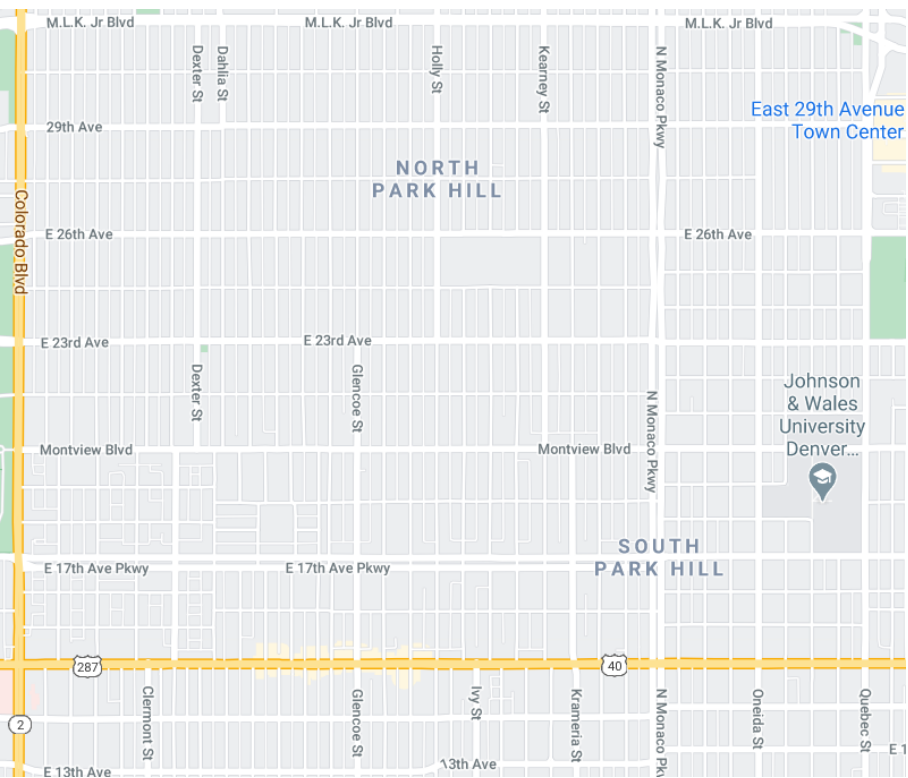 M.L.K. Jr Blvd
M.L.K. Jr Blvd
M.L.K. Jr Blvd
Dexter St
Dahlia St
Holly St
Kearney St
N Monaco Pkwy
East 29th Avenue
Town Center
29th Ave
NORTH
PARK HILL
Colorado Blvd
E 26th Ave
E 26th Ave
E 23rd Ave
E 23rd Ave
Dexter St
Glencoe St
N Monaco Pkwy
Johnson
& Wales
University
Denver...
Montview Blvd
Montview Blvd
SOUTH
PARK HILL
E 17th Ave Pkwy
E 17th Ave Pkwy
287
40
Clermont St
Glencoe St
Ivy St
Krameria St
N Monaco
Oneida St
Quebec St
2
E 13th Ave
13th Ave
E 1